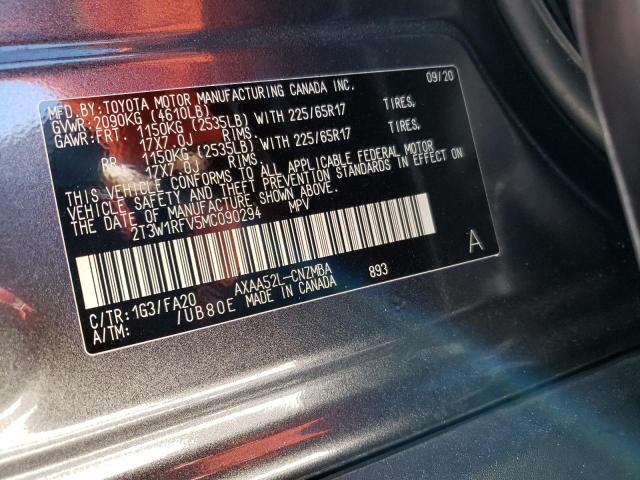 MFD.BY:TOYOTA MOTOR MANUFACTURING CANADA INC. 09/20
GVWR:2090KG (4610LB)
GAWR:FRT. 1150KG (2535LB) WITH 225/65R17 TIRES.
17X7.0J RIMS.
RR. 1150KG (2535LB) WITH 225/65R17 TIRES.
17X7.0J RIMS.
THIS VEHICLE CONFORMS TO ALL APPLICABLE FEDERAL MOTOR
VEHICLE SAFETY AND THEFT PREVENTION STANDARDS IN EFFECT ON
THE DATE OF MANUFACTURE SHOWN ABOVE.
2T3W1RFV5MC090294 MPV
A
AXAA52L-CNZMBA 893
C/TR: 1G3/FA20 MADE IN CANADA
A/TM: /UB80E